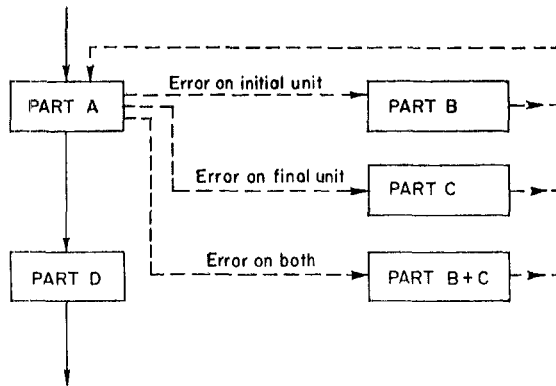 Error on initial unit
PART A
PART B
Error on final unit
PART C
Error on both
PART D
PART B + C